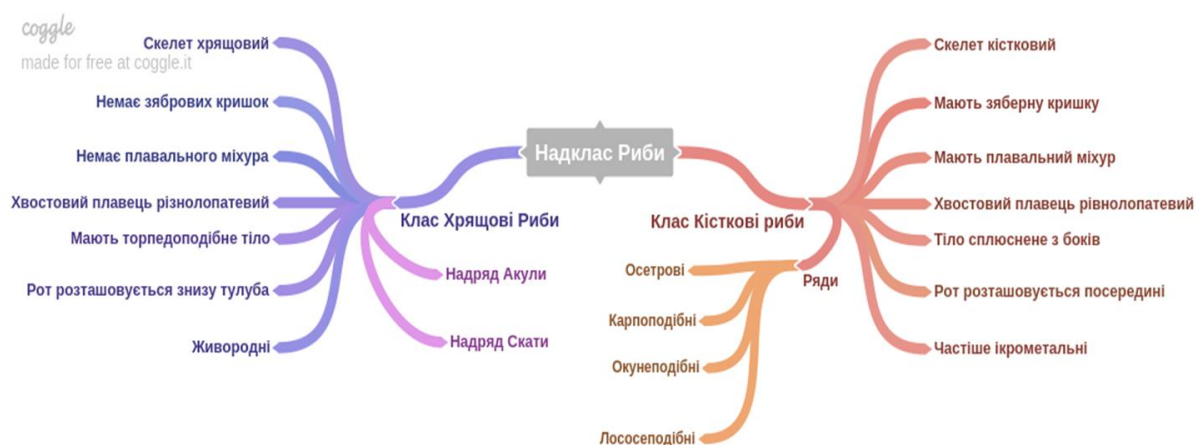 coggle
made for free at coggle.it
Надклас Риби
Клас Хрящові Риби
Скелет хрящовий
Немає зябрових кришок
Немає плавального міхура
Хвостовий плавець різнолопатевий
Мають торпедоподібне тіло
Рот розташовується знизу тулуба
Живородні
Надряд Акули
Надряд Скати
Клас Кісткові риби
Скелет кістковий
Мають зяберну кришку
Мають плавальний міхур
Хвостовий плавець рівнолопатевий
Тіло сплюснене з боків
Рот розташовується посередині
Частіше ікрометальні
Ряди
Осетрові
Карпоподібні
Окунеподібні
Лососеподібні